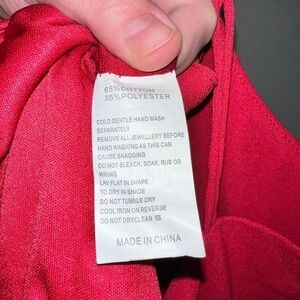 65%COTTON
35%POLYESTER
COLD GENTLE HAND WASH
SEPARATELY
REMOVE ALL JEWELLERY BEFORE
HAND WASHING AS THIS CAN
CAUSE SNAGGING
DO NOT BLEACH, SOAK, RUB OR
WRING
LAY FLAT IN SHAPE
TO DRY IN SHADE
DO NOT TUMBLE DRY
COOL IRON ON REVERSE
DO NOT DRYCLEAN
MADE IN CHINA